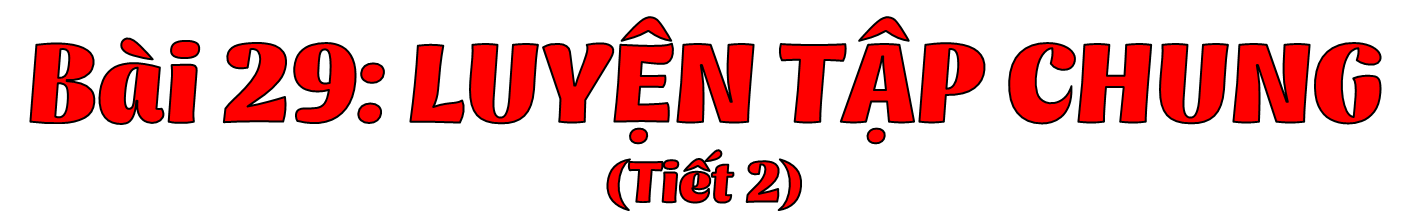 Bài 29: LUYỆN TẬP CHUNG
(Tiết 2)